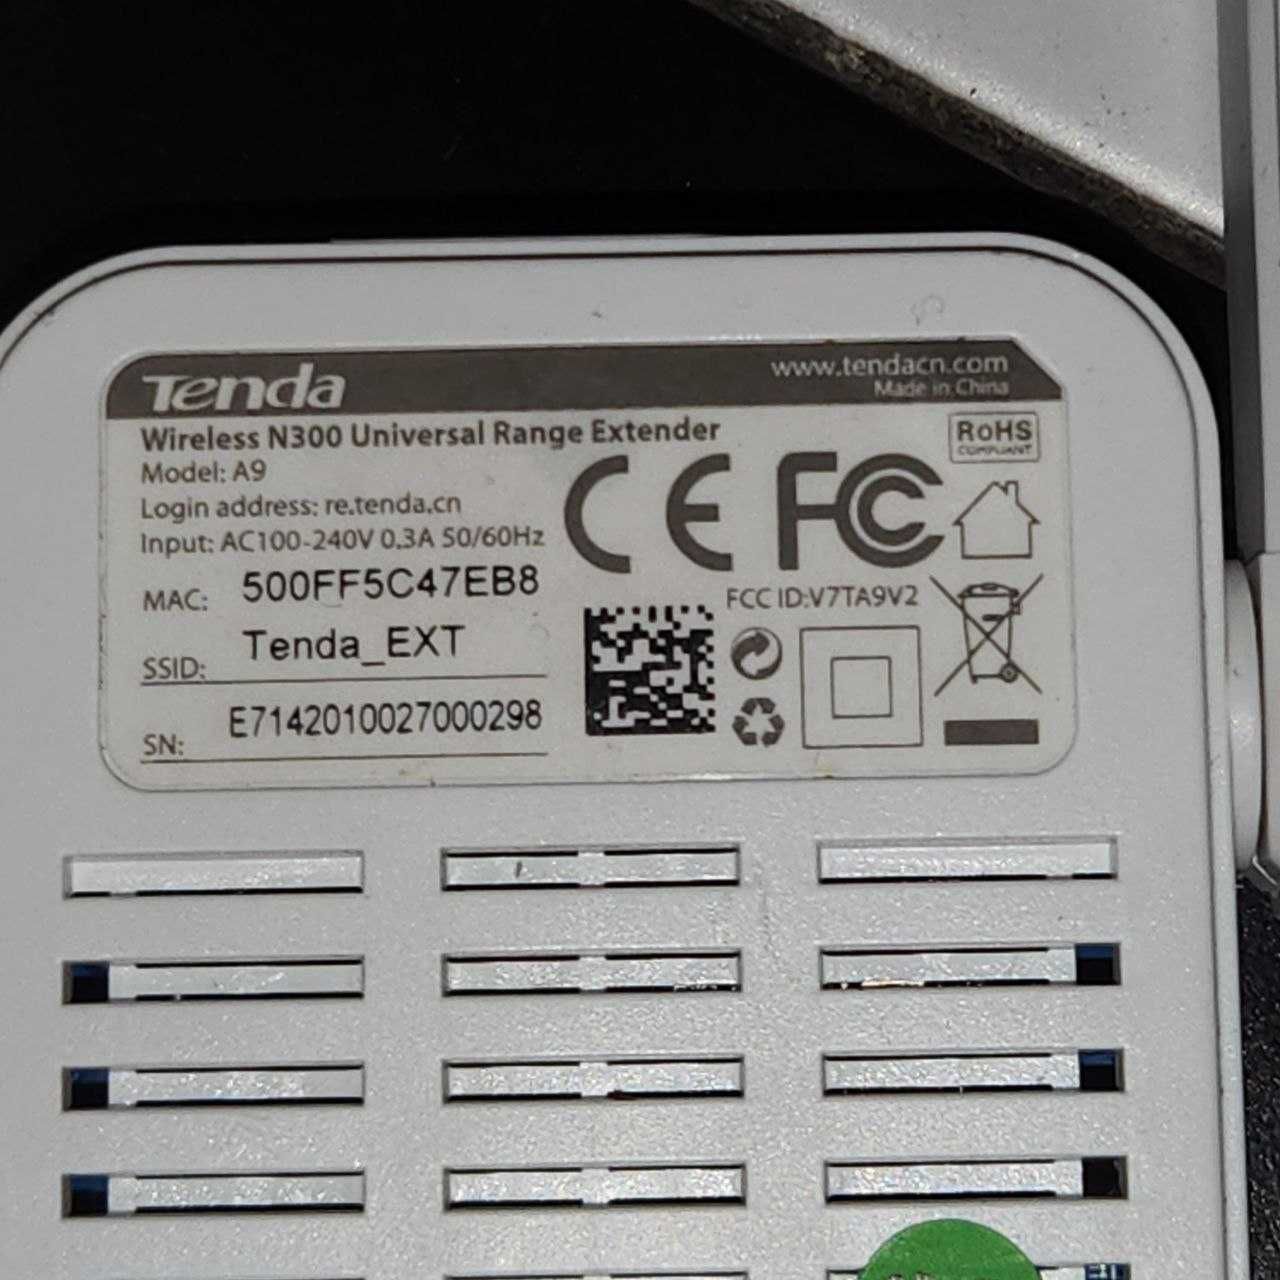 Tenda
www.tendacn.com
Made in China
Wireless N300 Universal Range Extender
RoHS
COMPLIANT
Model: A9
Login address: re.tenda.cn
Input: AC100-240V 0.3A 50/60Hz
CE FC
MAC: 500FF5C47EB8
FCC ID:V7TA9V2
SSID: Tenda_EXT
SN: E7142010027000298